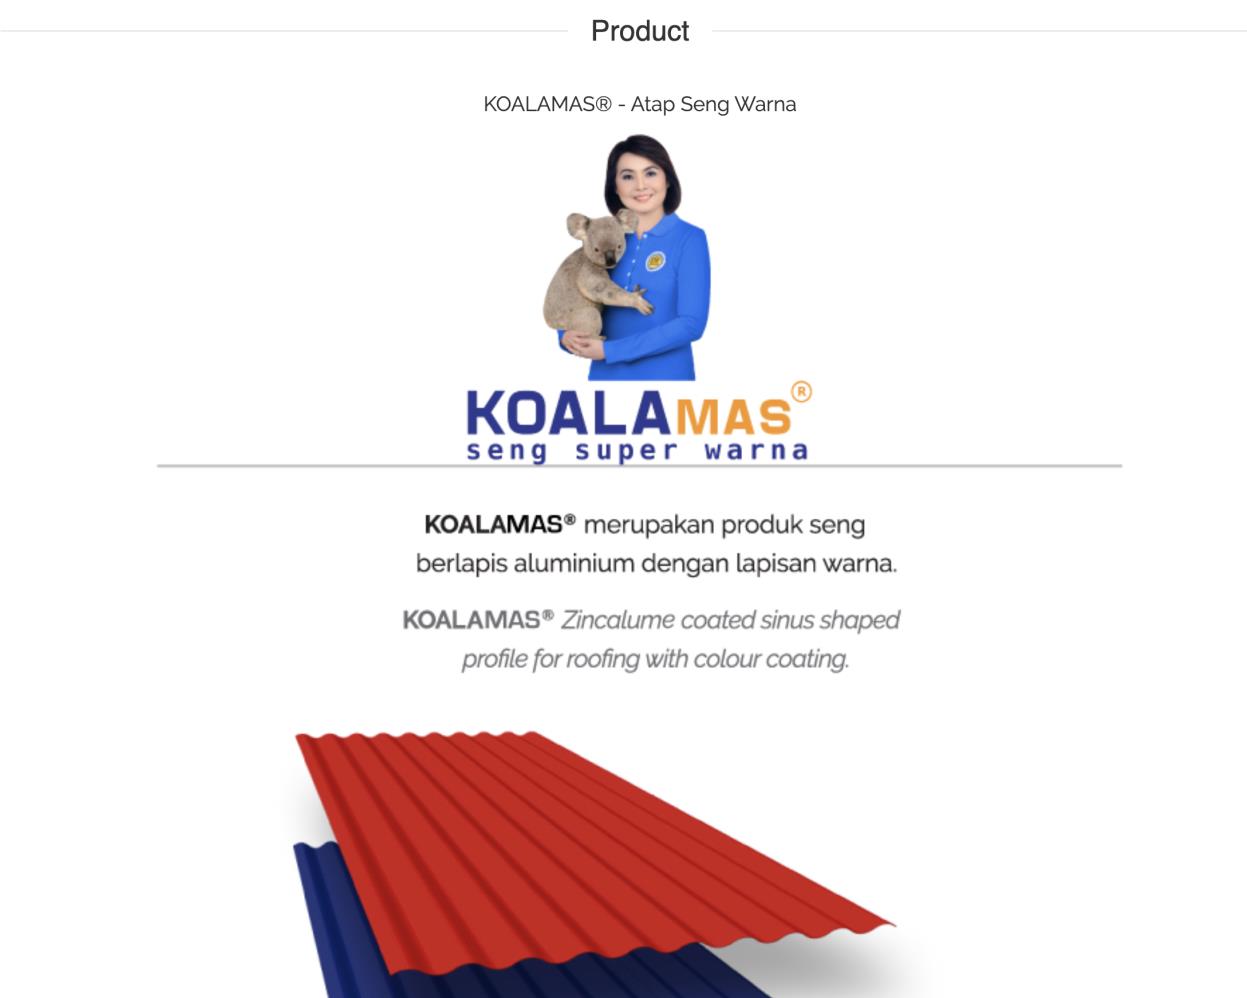 Product
KOALAMAS® - Atap Seng Warna
KOALAMAS®
seng super warna
KOALAMAS® merupakan produk seng
berlapis aluminium dengan lapisan warna.
KOALAMAS® Zincalume coated sinus shaped
profile for roofing with colour coating.